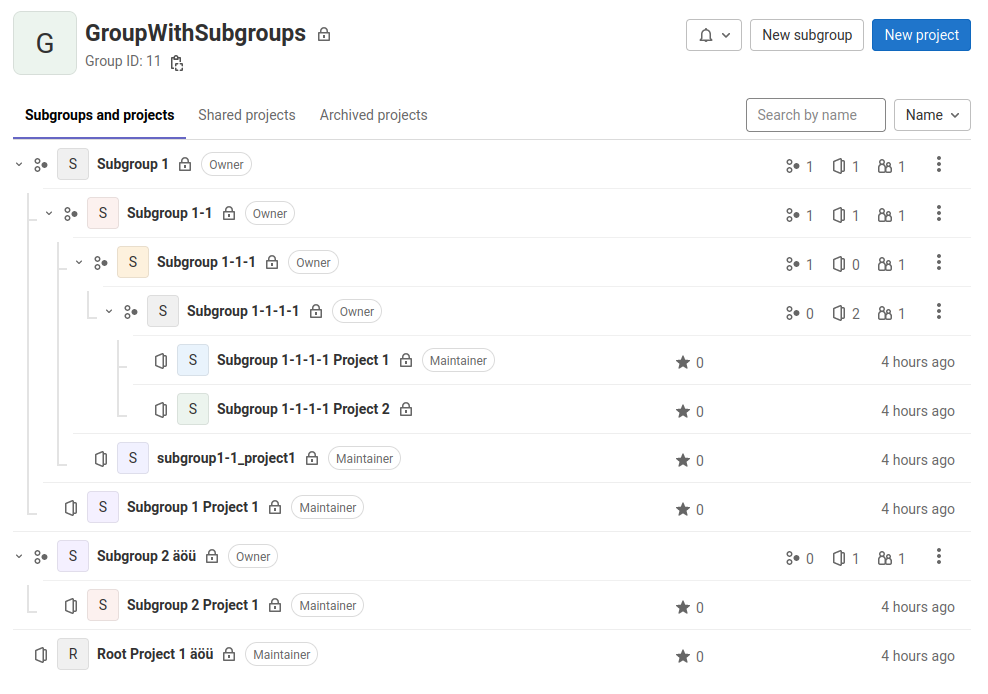 G
GroupWithSubgroups
Group ID: 11
New subgroup
New project
Subgroups and projects Shared projects Archived projects
Search by name
Name
S Subgroup 1 Owner 1 1 1
S Subgroup 1-1 Owner 1 1 1
S Subgroup 1-1-1 Owner 1 0 1
S Subgroup 1-1-1-1 Owner 0 2 1
S Subgroup 1-1-1-1 Project 1 Maintainer 0 4 hours ago
S Subgroup 1-1-1-1 Project 2 0 4 hours ago
S subgroup1-1_project1 Maintainer 0 4 hours ago
S Subgroup 1 Project 1 Maintainer 0 4 hours ago
S Subgroup 2 äöü Owner 0 1 1
S Subgroup 2 Project 1 Maintainer 0 4 hours ago
R Root Project 1 äöü Maintainer 0 4 hours ago